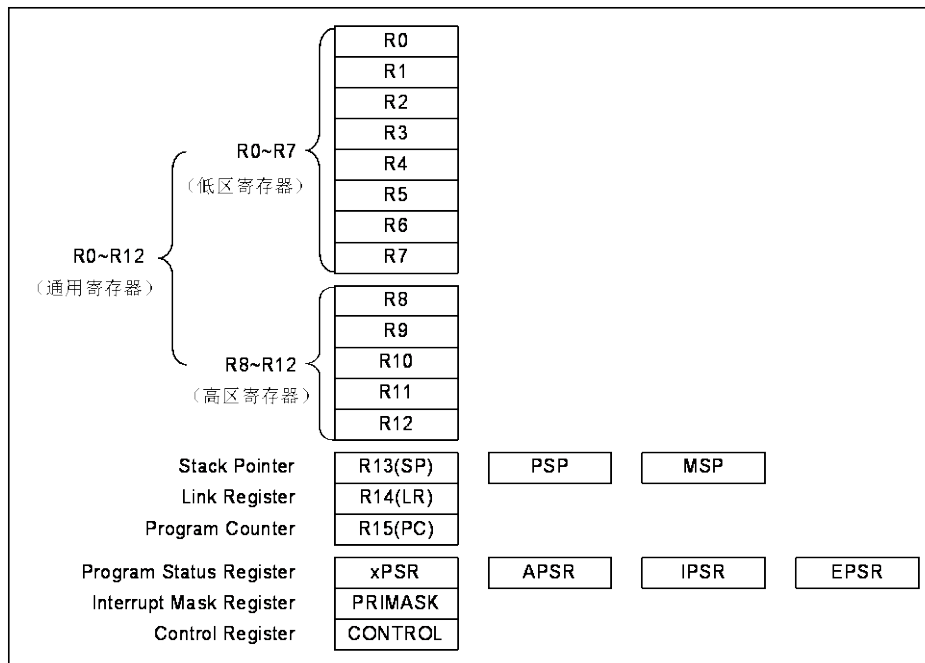 R0
R1
R2
R3
R0~R7
R4
（低区寄存器）
R5
R6
R0~R12
R7
（通用寄存器）
R8
R9
R8~R12
R10
（高区寄存器）
R11
R12
Stack Pointer R13(SP) PSP MSP
Link Register R14(LR)
Program Counter R15(PC)
Program Status Register xPSR APSR IPSR EPSR
Interrupt Mask Register PRIMASK
Control Register CONTROL